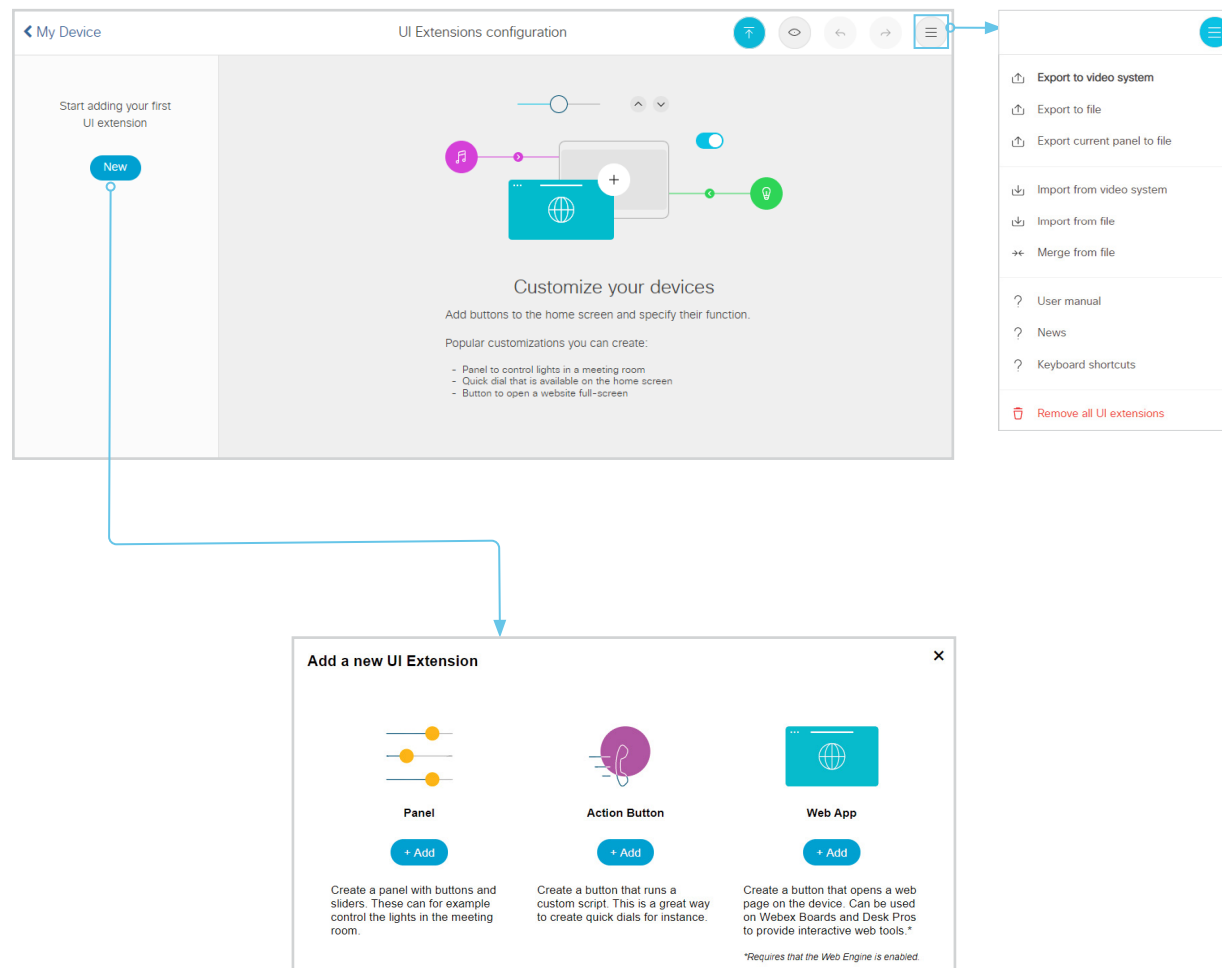 My Device
UI Extensions configuration
Start adding your first
UI extension
New
Customize your devices
Add buttons to the home screen and specify their function.
Popular customizations you can create:
- Panel to control lights in a meeting room
- Quick dial that is available on the home screen
- Button to open a website full-screen
Export to video system
Export to file
Export current panel to file
Import from video system
Import from file
Merge from file
? User manual
? News
? Keyboard shortcuts
Remove all UI extensions
Add a new UI Extension
Panel
+ Add
Create a panel with buttons and
sliders. These can for example
control the lights in the meeting
room.
Action Button
+ Add
Create a button that runs a
custom script. This is a great way
to create quick dials for instance.
Web App
+ Add
Create a button that opens a web
page on the device. Can be used
on Webex Boards and Desk Pros
to provide interactive web tools.*
*Requires that the Web Engine is enabled.